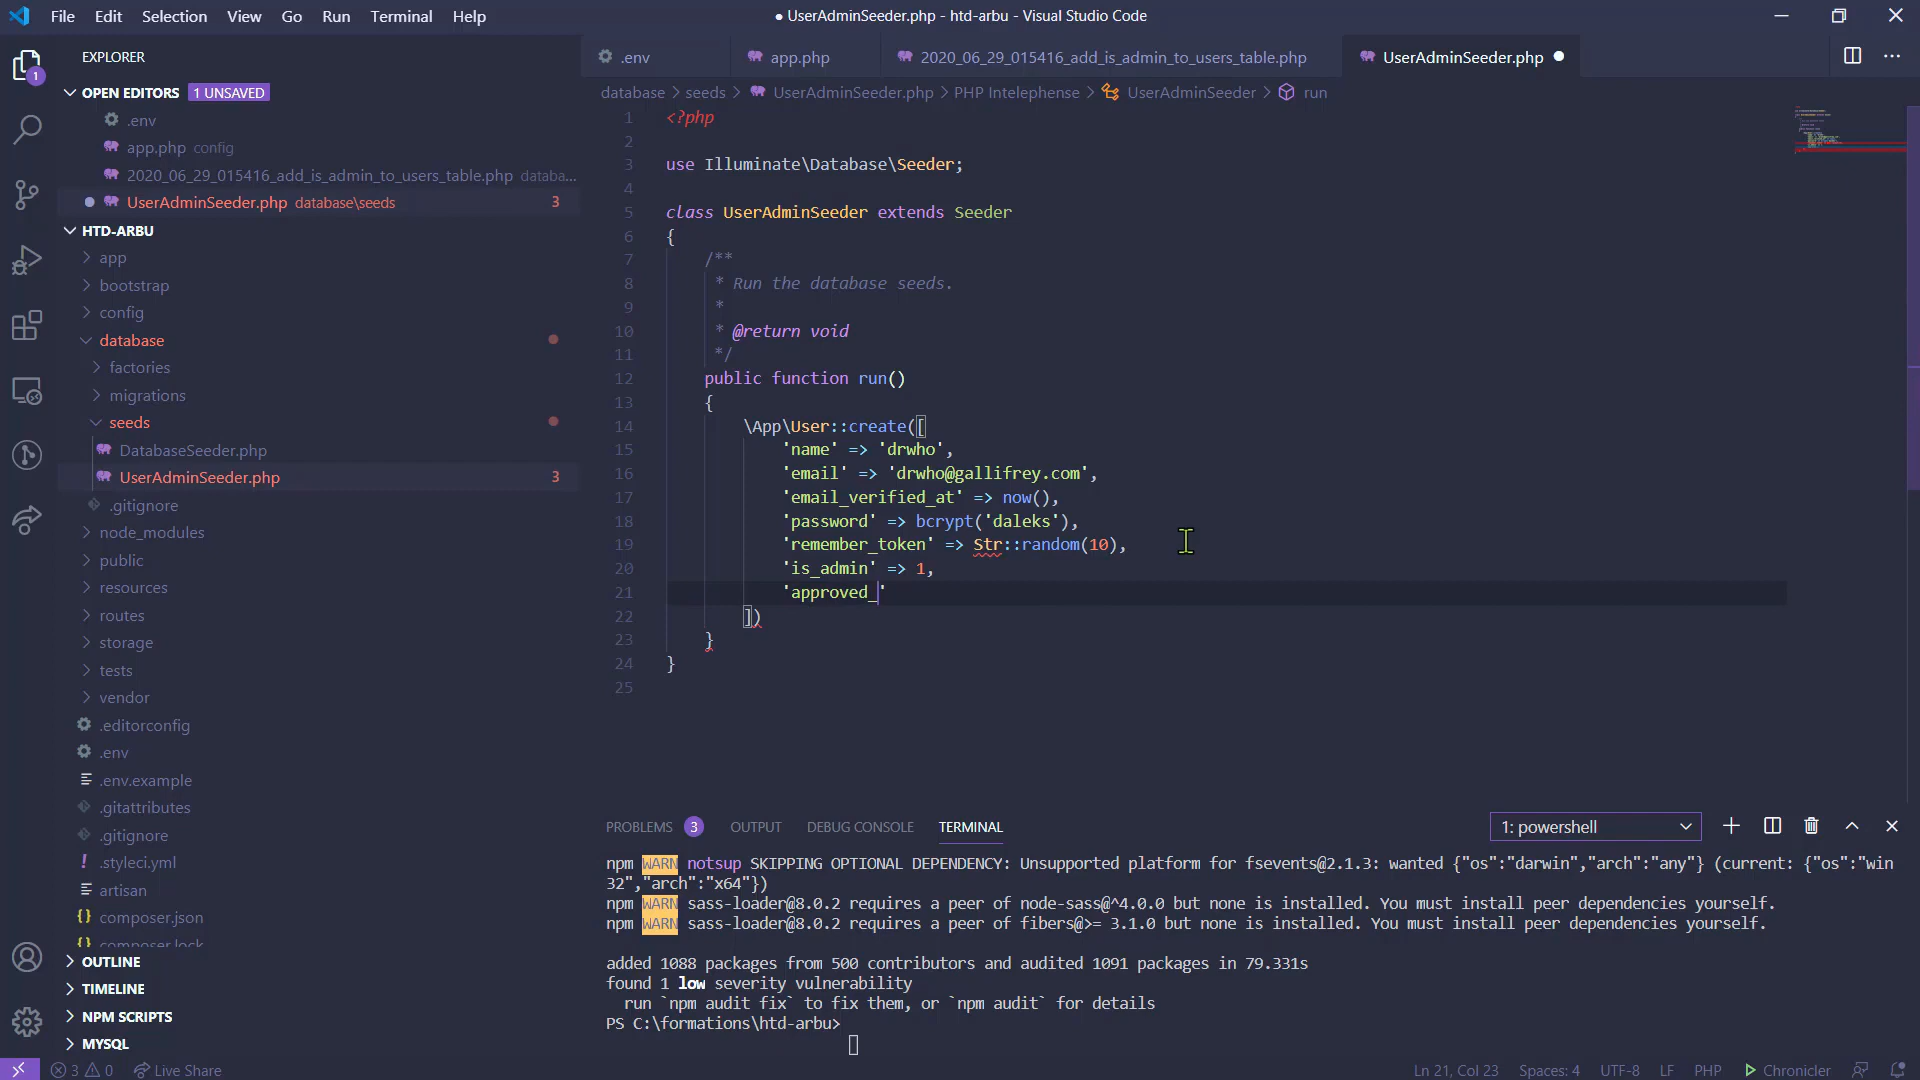 File Edit Selection View Go Run Terminal Help
● UserAdminSeeder.php - htd-arbu - Visual Studio Code
EXPLORER
1
OPEN EDITORS 1 UNSAVED
.env
app.php config
2020_06_29_015416_add_is_admin_to_users_table.php databa...
UserAdminSeeder.php database\seeds 3
HTD-ARBU
app
bootstrap
config
database
factories
migrations
seeds
DatabaseSeeder.php
UserAdminSeeder.php 3
.gitignore
node_modules
public
resources
routes
storage
tests
vendor
.editorconfig
.env
.env.example
.gitattributes
.gitignore
.styleci.yml
artisan
composer.json
composer.lock
OUTLINE
TIMELINE
NPM SCRIPTS
MYSQL
.env app.php 2020_06_29_015416_add_is_admin_to_users_table.php UserAdminSeeder.php
database > seeds > UserAdminSeeder.php > PHP Intelephense > UserAdminSeeder > run
1 <?php
2
3 use Illuminate\Database\Seeder;
4
5 class UserAdminSeeder extends Seeder
6 {
7 /**
8 * Run the database seeds.
9 *
10 * @return void
11 */
12 public function run()
13 {
14 \App\User::create([
15 'name' => 'drwho',
16 'email' => 'drwho@gallifrey.com',
17 'email_verified_at' => now(),
18 'password' => bcrypt('daleks'),
19 'remember_token' => Str::random(10),
20 'is_admin' => 1,
21 'approved_'
22 ])
23 }
24 }
25
PROBLEMS 3 OUTPUT DEBUG CONSOLE TERMINAL 1: powershell
npm WARN notsup SKIPPING OPTIONAL DEPENDENCY: Unsupported platform for fsevents@2.1.3: wanted {"os":"darwin","arch":"any"} (current: {"os":"win
32","arch":"x64"})
npm WARN sass-loader@8.0.2 requires a peer of node-sass@^4.0.0 but none is installed. You must install peer dependencies yourself.
npm WARN sass-loader@8.0.2 requires a peer of fibers@>= 3.1.0 but none is installed. You must install peer dependencies yourself.
added 1088 packages from 500 contributors and audited 1091 packages in 79.331s
found 1 low severity vulnerability
run `npm audit fix` to fix them, or `npm audit` for details
PS C:\formations\htd-arbu>
3 0 Live Share Ln 21, Col 23 Spaces: 4 UTF-8 LF PHP Chronicler